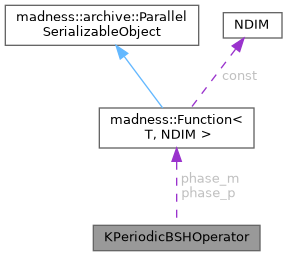 madness::archive::Parallel
SerializableObject
NDIM
const
madness::Function<
T, NDIM >
phase_m
phase_p
KPeriodicBSHOperator